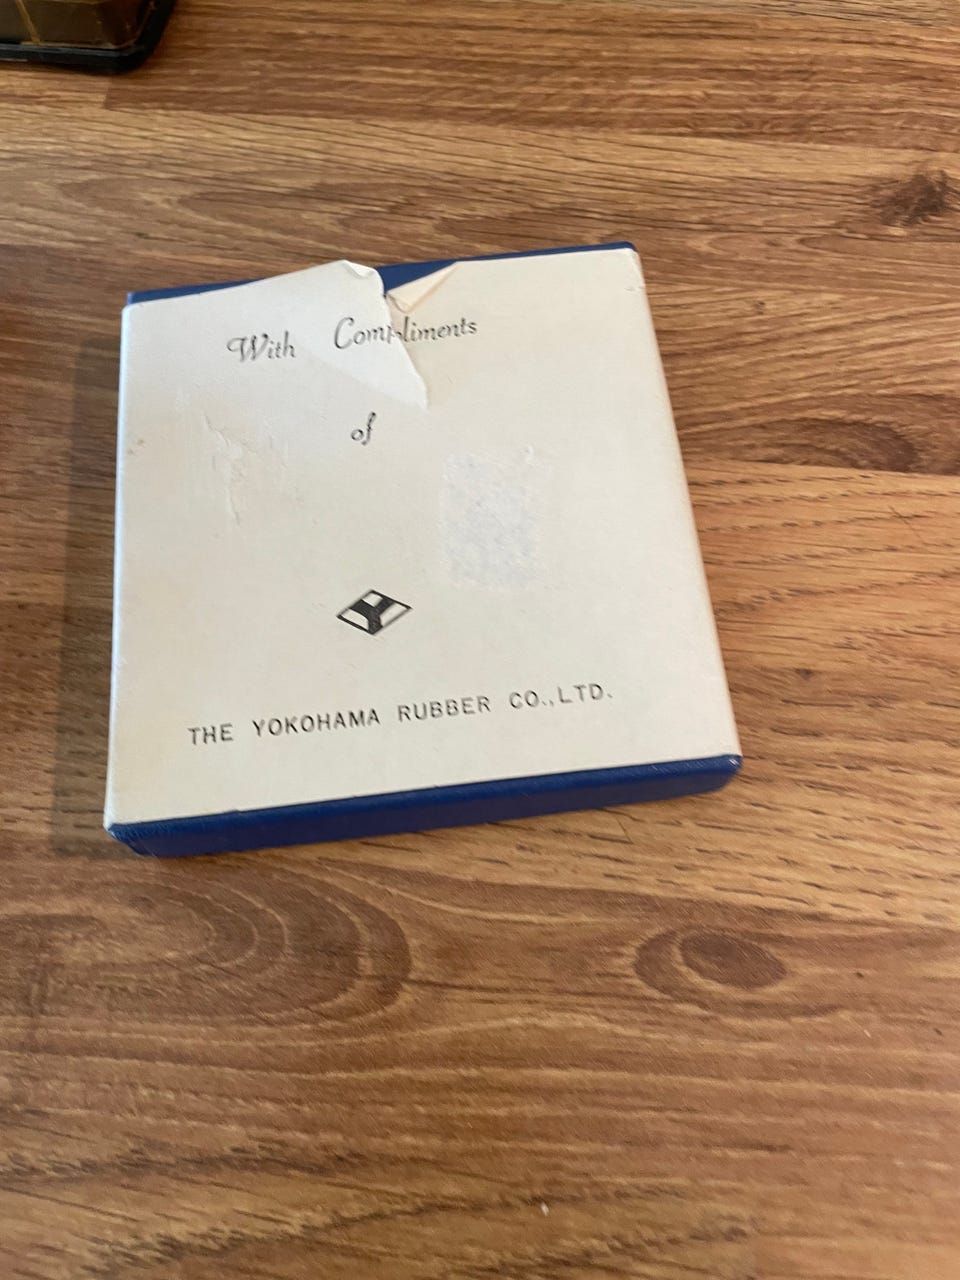 With Compliments
of
THE YOKOHAMA RUBBER CO.,LTD.